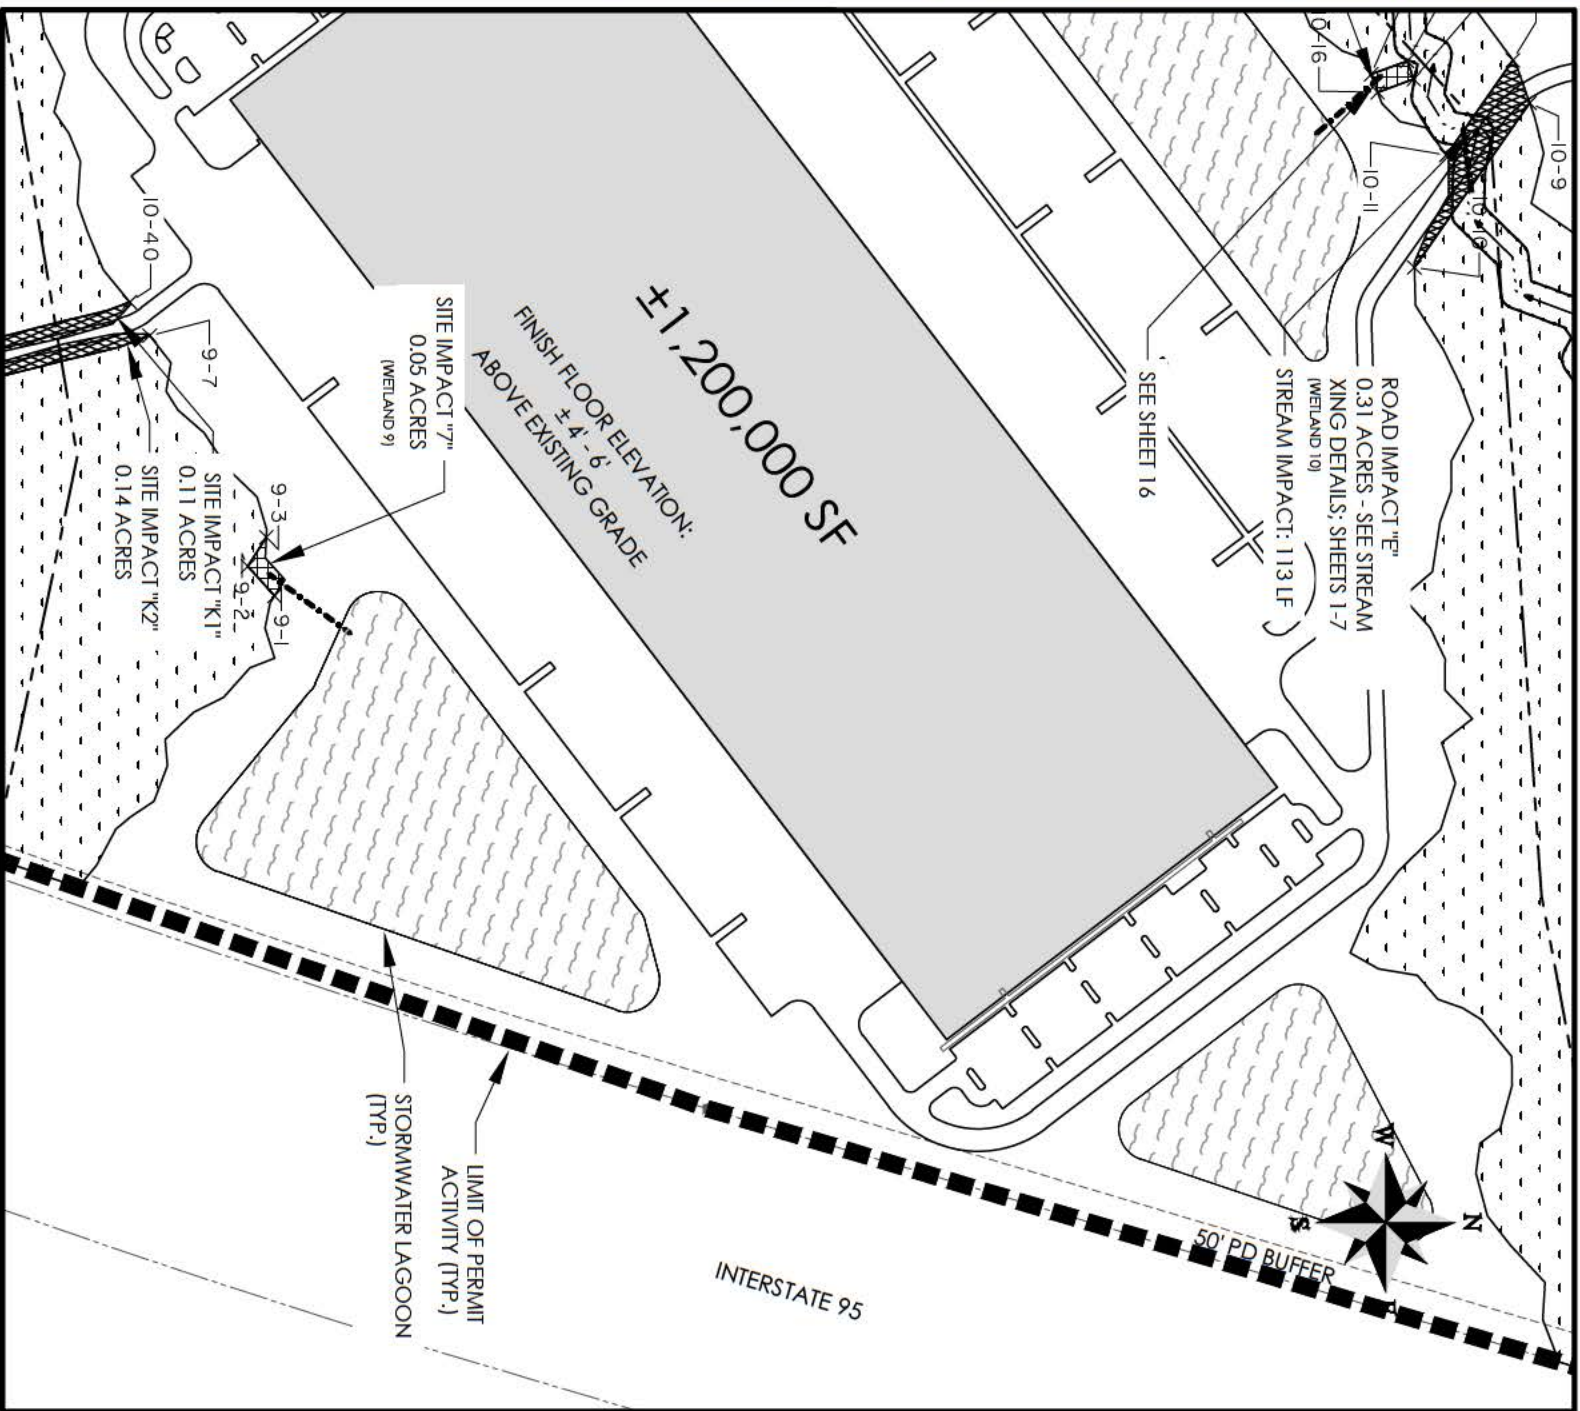 10-16
10-9
10-11
10-10
ROAD IMPACT "E"
0.31 ACRES - SEE STREAM
XING DETAILS; SHEETS 1-7
(WETLAND 10)
STREAM IMPACT: 113 LF
SEE SHEET 16
±1,200,000 SF
FINISH FLOOR ELEVATION:
± 4' - 6'
ABOVE EXISTING GRADE
SITE IMPACT "7"
0.05 ACRES
(WETLAND 9)
10-40
9-7
9-3
9-1
9-2
SITE IMPACT "K1"
0.11 ACRES
SITE IMPACT "K2"
0.14 ACRES
N
W
S
50' PD BUFFER
INTERSTATE 95
LIMIT OF PERMIT
ACTIVITY (TYP.)
STORMWATER LAGOON
(TYP.)